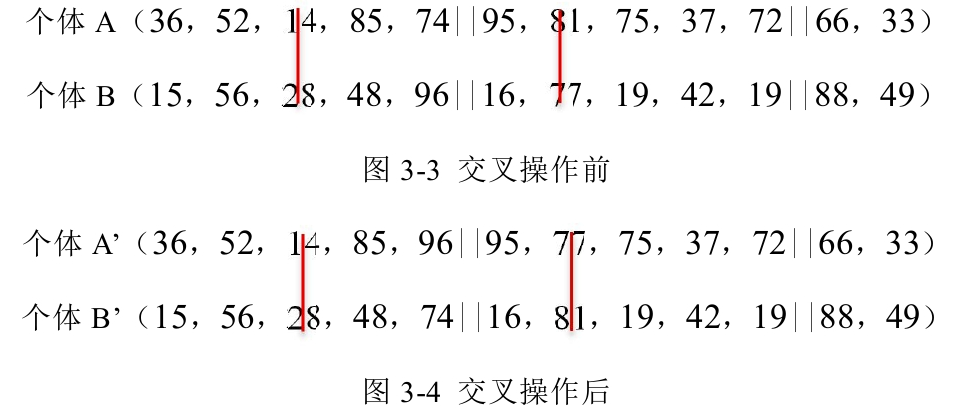 个体 A（36，52，14，85，74||95，81，75，37，72||66，33）
个体 B（15，56，28，48，96||16，77，19，42，19||88，49）
图 3-3 交叉操作前
个体 A’（36，52，14，85，96||95，77，75，37，72||66，33）
个体 B’（15，56，28，48，74||16，81，19，42，19||88，49）
图 3-4 交叉操作后